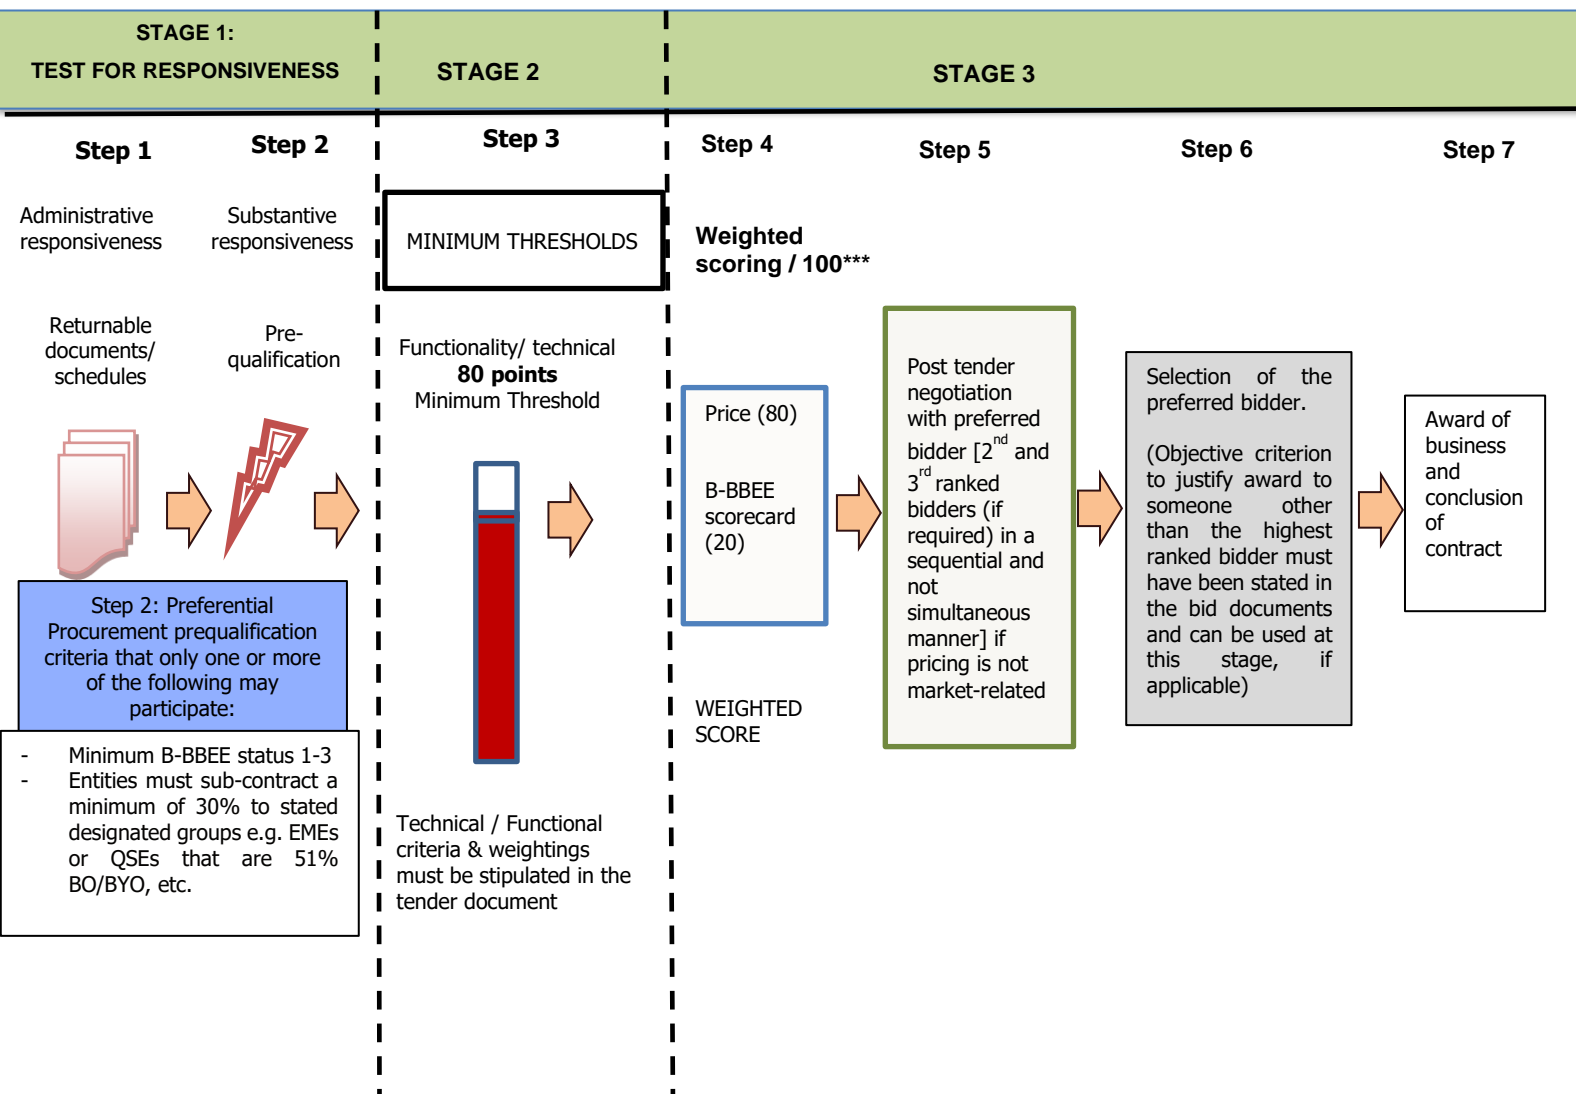 STAGE 1:
TEST FOR RESPONSIVENESS
STAGE 2
STAGE 3
Step 1
Step 2
Step 3
Step 4
Step 5
Step 6
Step 7
Administrative
responsiveness
Substantive
responsiveness
MINIMUM THRESHOLDS
Weighted
scoring / 100***
Returnable
documents/
schedules
Pre-
qualification
Functionality/ technical
80 points
Minimum Threshold
Price (80)
B-BBEE
scorecard
(20)
Post tender
negotiation
with preferred
bidder [2nd and
3rd ranked
bidders (if
required) in a
sequential and
not
simultaneous
manner] if
pricing is not
market-related
Selection of the
preferred bidder.
(Objective criterion
to justify award to
someone other
than the highest
ranked bidder must
have been stated in
the bid documents
and can be used at
this stage, if
applicable)
Award of
business
and
conclusion
of
contract
Step 2: Preferential
Procurement prequalification
criteria that only one or more
of the following may
participate:
- Minimum B-BBEE status 1-3
- Entities must sub-contract a
minimum of 30% to stated
designated groups e.g. EMEs
or QSEs that are 51%
BO/BYO, etc.
WEIGHTED
SCORE
Technical / Functional
criteria & weightings
must be stipulated in the
tender document